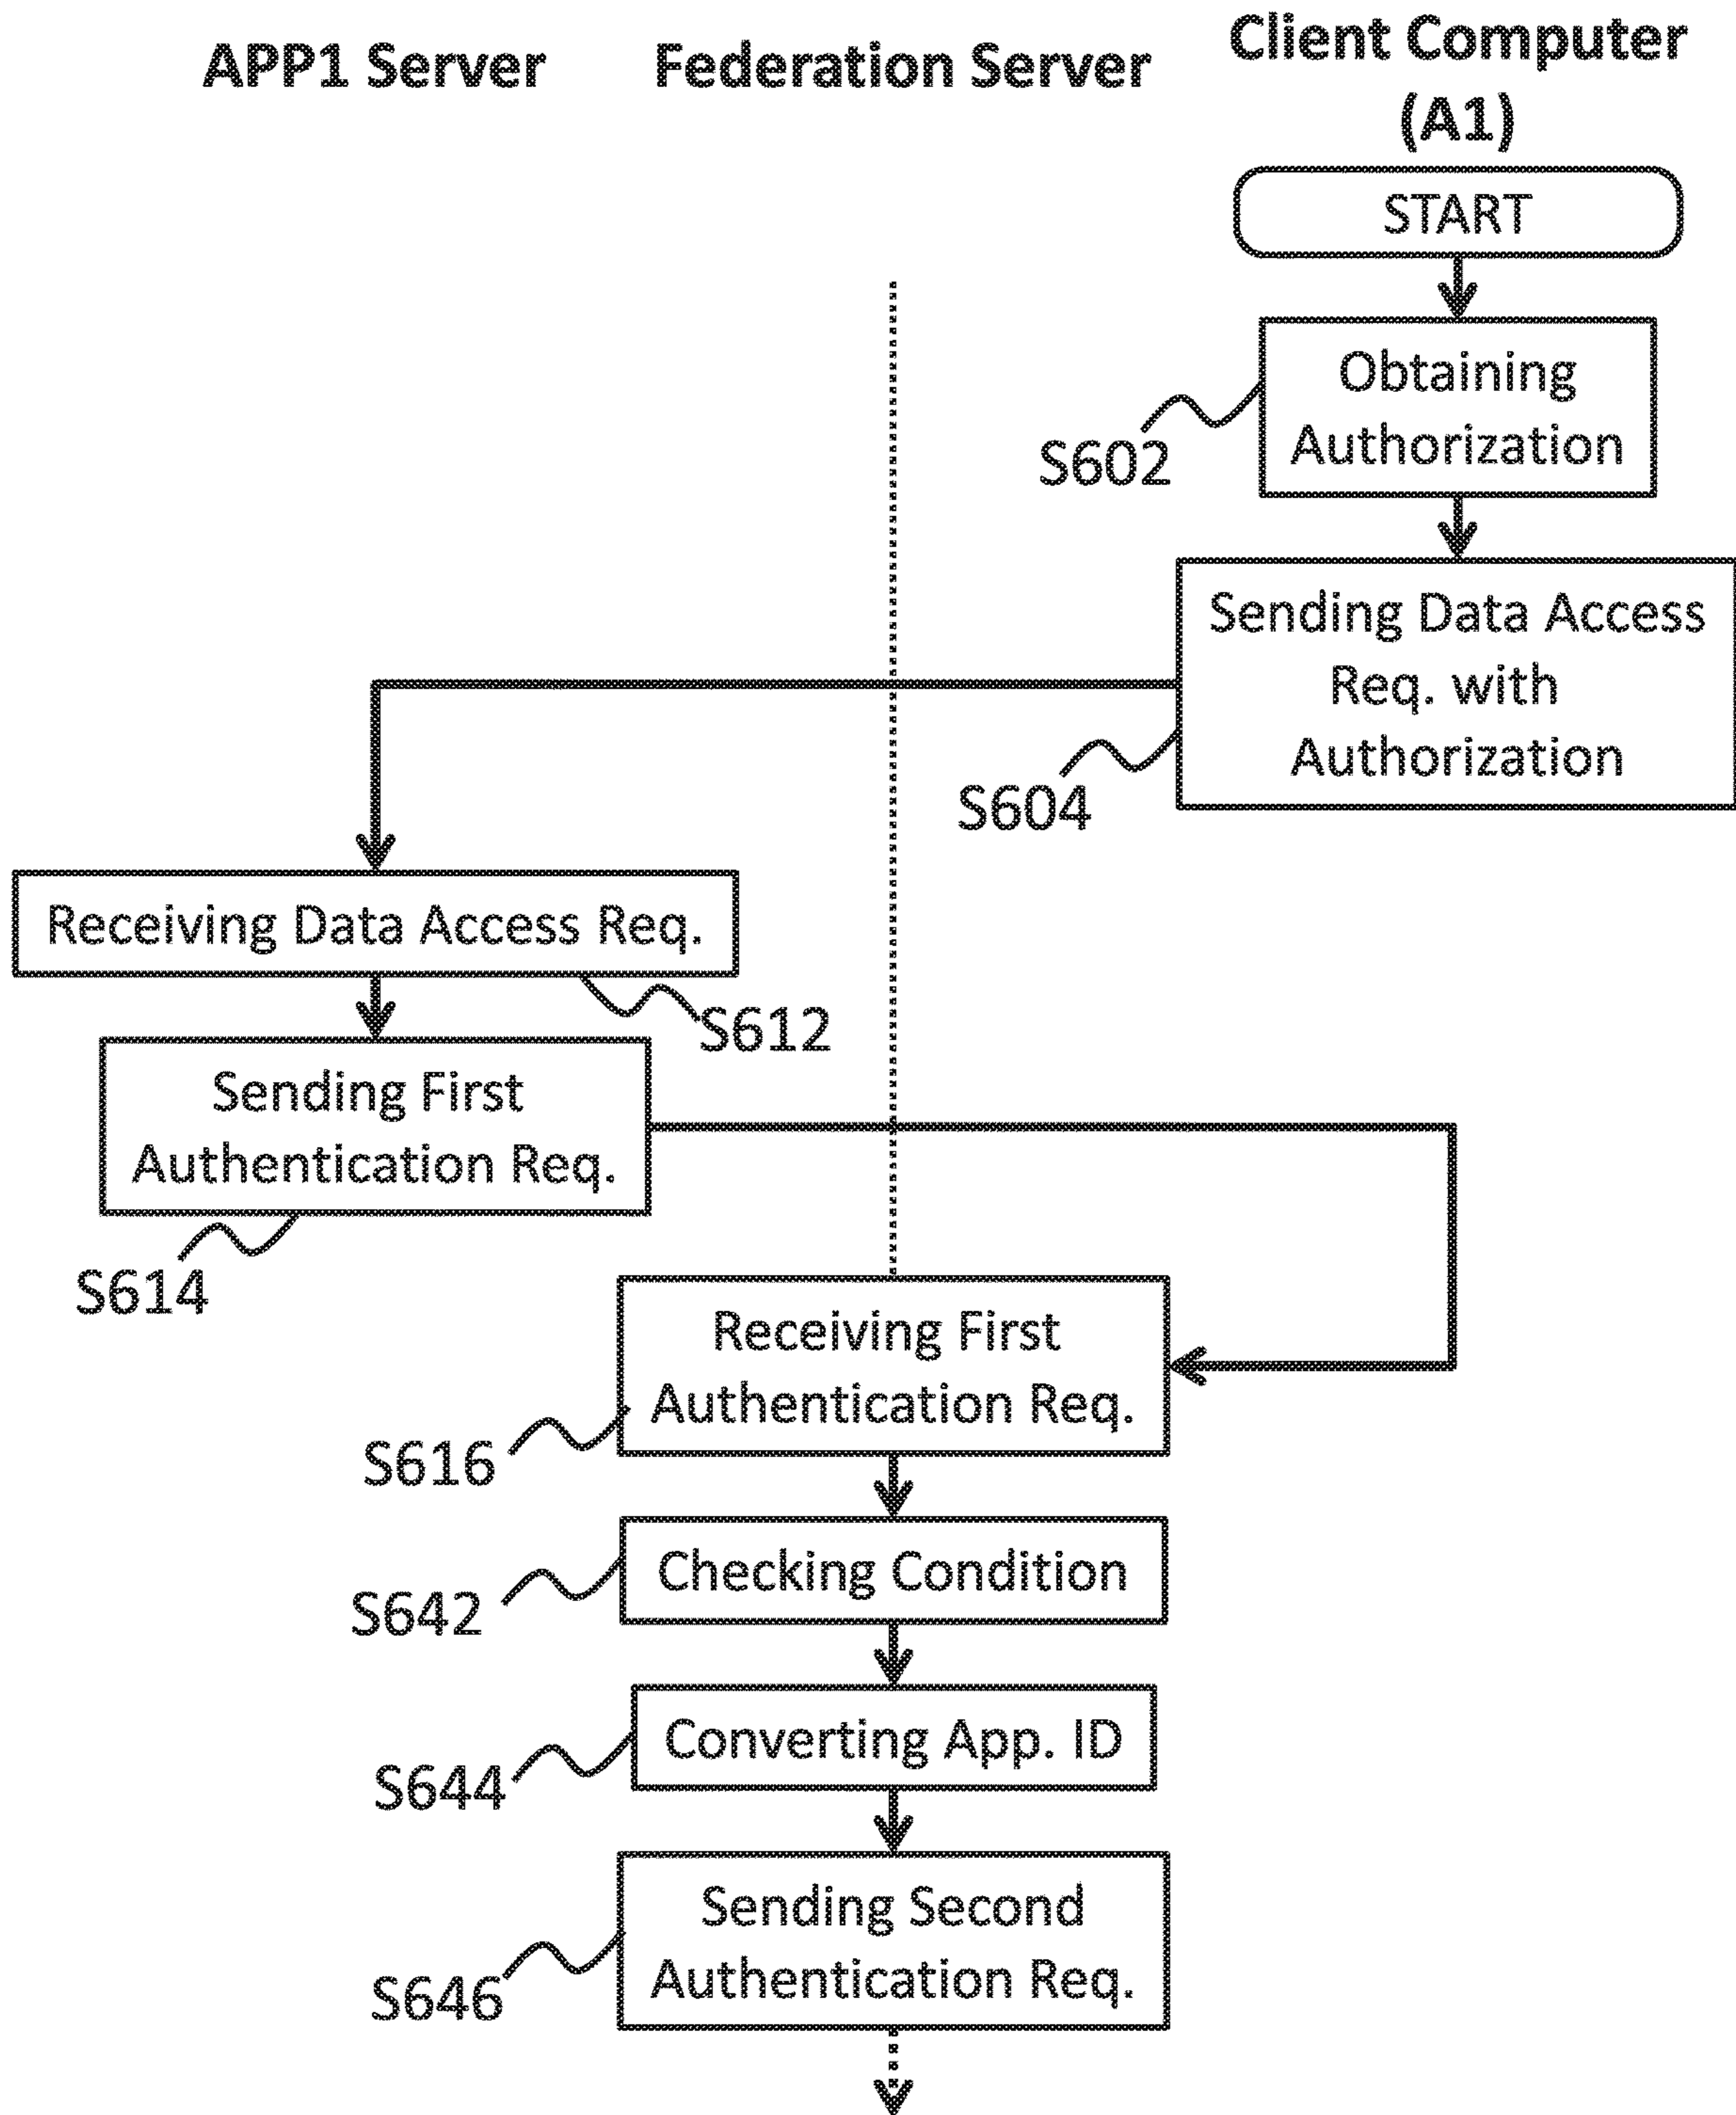 APP1 Server
Federation Server
Client Computer
(A1)
START
Obtaining
Authorization
S602
Sending Data Access
Req. with
Authorization
S604
Receiving Data Access Req.
S612
Sending First
Authentication Req.
S614
Receiving First
Authentication Req.
S616
Checking Condition
S642
Converting App. ID
S644
Sending Second
Authentication Req.
S646